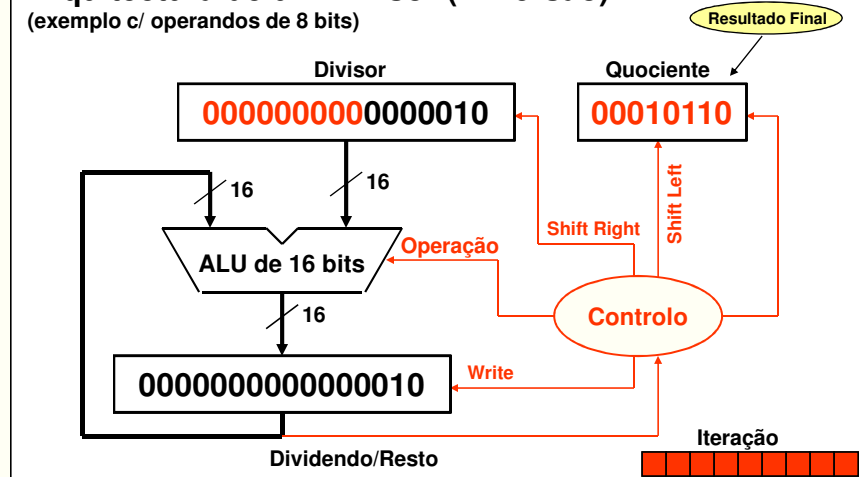 (exemplo c/ operandos de 8 bits)
Resultado Final
Divisor
Quociente
0000000000000010
00010110
16
16
Shift Right
Shift Left
Operação
ALU de 16 bits
16
Controlo
Write
0000000000000010
Iteração
Dividendo/Resto